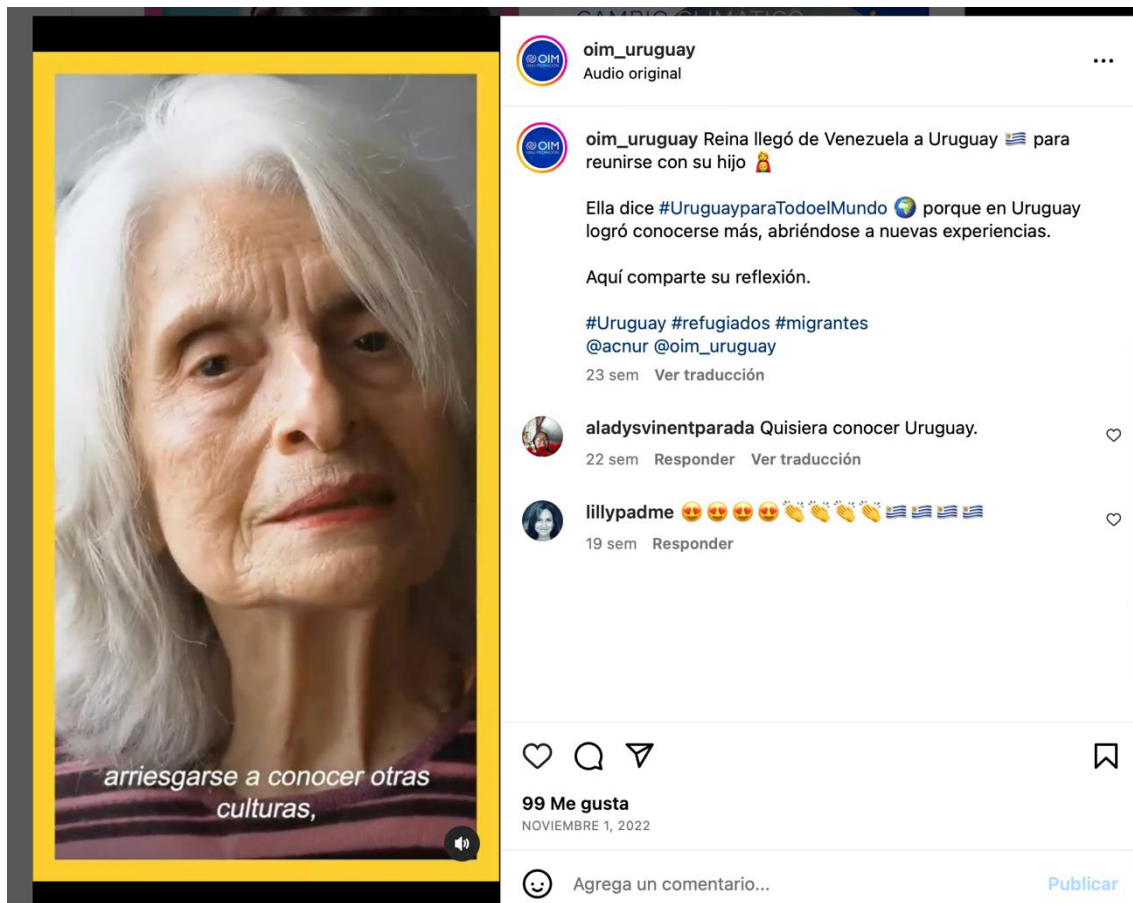 CAMBIO CLIMÁTICO
arriesgarse a conocer otras
culturas,
oim_uruguay
Audio original
oim_uruguay Reina llegó de Venezuela a Uruguay 🇺🇾 para
reunirse con su hijo 👸
Ella dice #UruguayparaTodoelMundo 🌍 porque en Uruguay
logró conocerse más, abriéndose a nuevas experiencias.
Aquí comparte su reflexión.
#Uruguay #refugiados #migrantes
@acnur @oim_uruguay
23 sem Ver traducción
aladysvinentparada Quisiera conocer Uruguay.
22 sem Responder Ver traducción
lillypadme 😍😍😍😍👏👏👏👏🇺🇾🇺🇾🇺🇾🇺🇾
19 sem Responder
99 Me gusta
NOVIEMBRE 1, 2022
Agrega un comentario...
Publicar